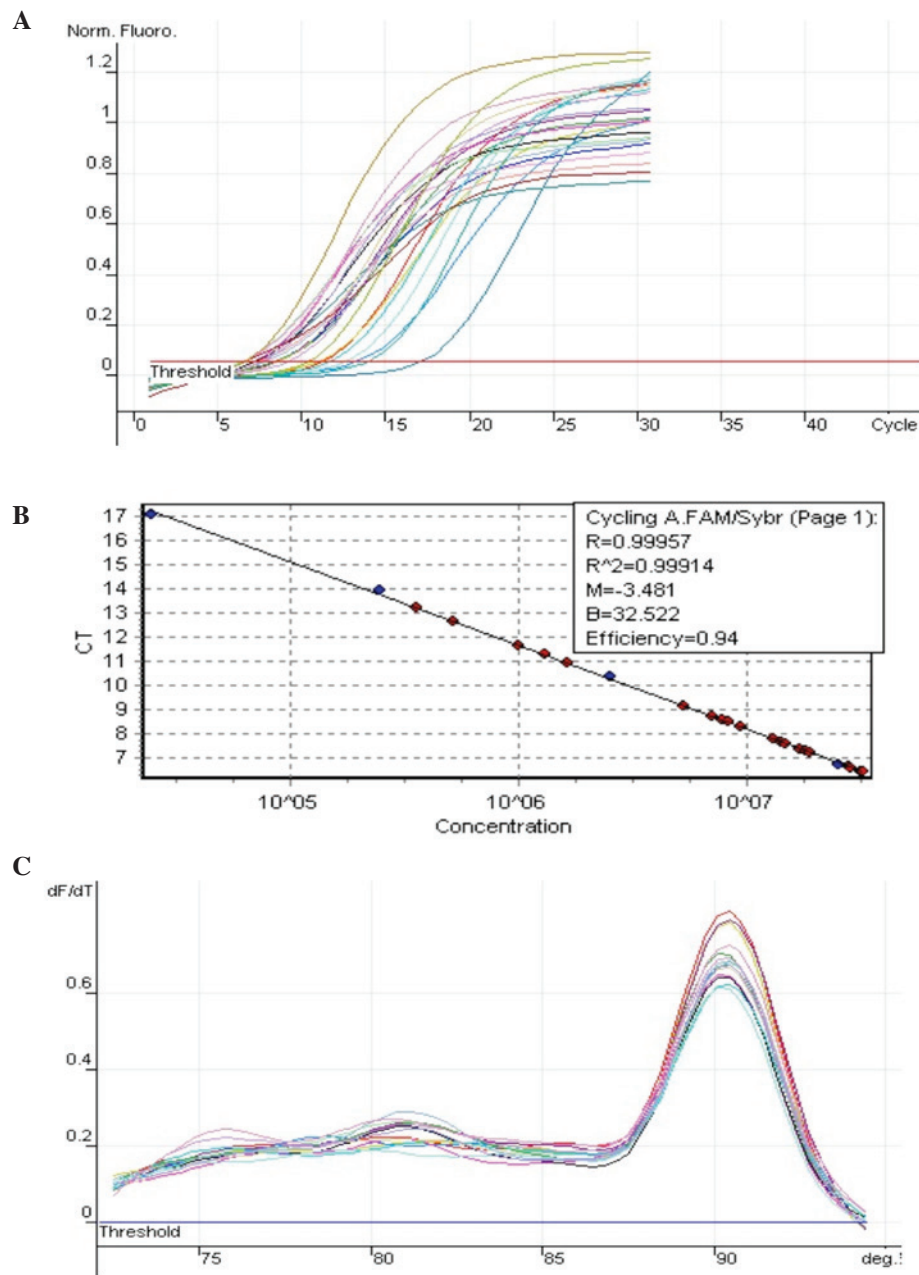 A
Norm. Fluoro.
1.2
1
0.8
0.6
0.4
0.2
0
Threshold
0 5 10 15 20 25 30 35 40 Cycle
B
17
16
15
14
13
12
11
10
9
8
7
CT
Cycling A.FAM/Sybr (Page 1):
R=0.99957
R^2=0.99914
M=-3.481
B=32.522
Efficiency=0.94
10^05 10^06 10^07
Concentration
C
dF/dT
0.6
0.4
0.2
0
Threshold
75 80 85 90 deg.